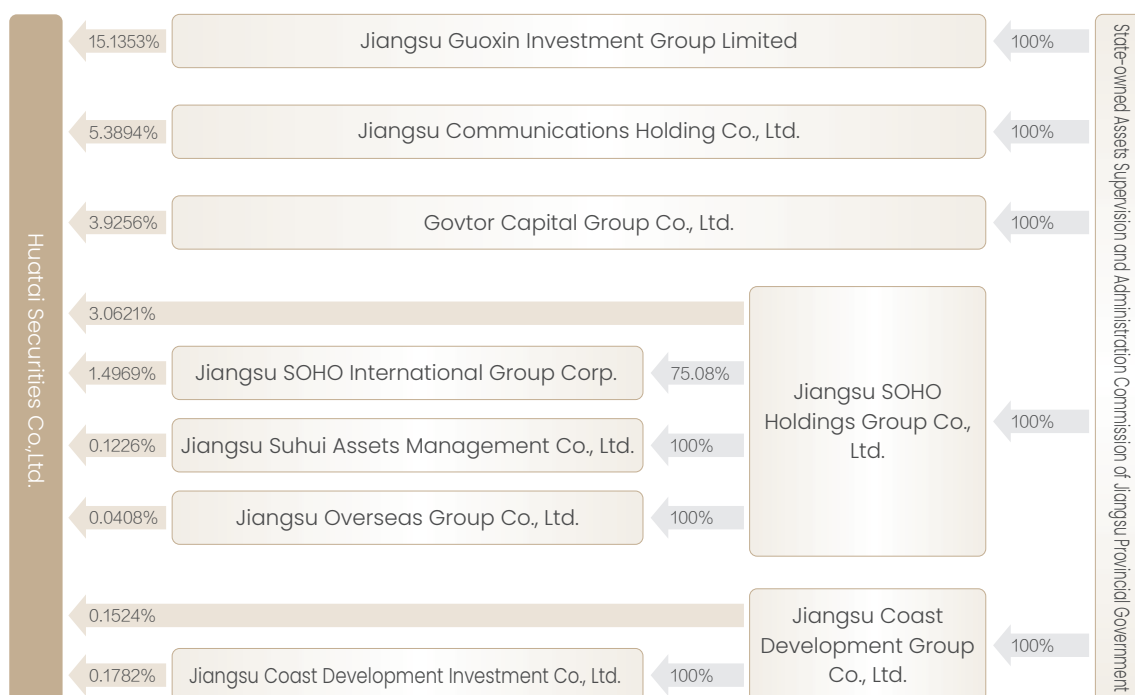 Huatai Securities Co.,Ltd.
15.1353%
Jiangsu Guoxin Investment Group Limited
100%
5.3894%
Jiangsu Communications Holding Co., Ltd.
100%
3.9256%
Govtor Capital Group Co., Ltd.
100%
3.0621%
1.4969%
Jiangsu SOHO International Group Corp.
75.08%
0.1226%
Jiangsu Suhui Assets Management Co., Ltd.
100%
0.0408%
Jiangsu Overseas Group Co., Ltd.
100%
Jiangsu SOHO
Holdings Group Co.,
Ltd.
100%
0.1524%
0.1782%
Jiangsu Coast Development Investment Co., Ltd.
100%
Jiangsu Coast
Development Group
Co., Ltd.
100%
State-owned Assets Supervision and Administration Commission of Jiangsu Provincial Government